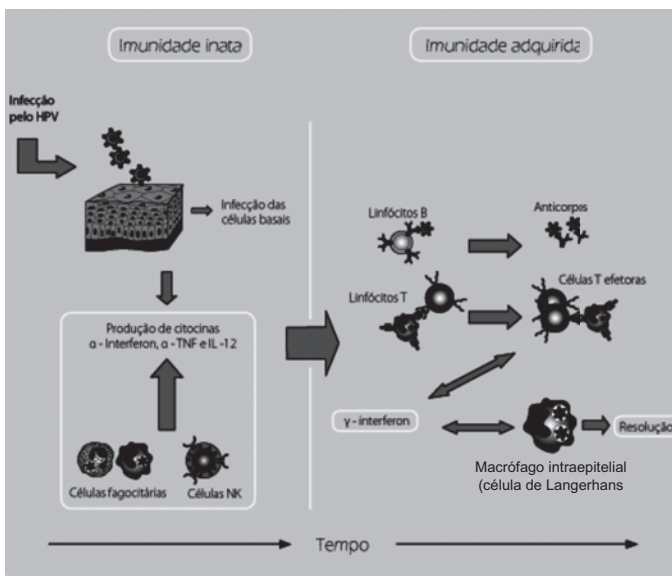 Imunidade inata
Imunidade adquirida
Infecção
pelo HPV
Infecção das
células basais
Linfócitos B
Anticorpos
Linfócitos T
Células T efetoras
Produção de citocinas
α - Interferon, α - TNF e IL -12
γ - interferon
Resolução
Células fagocitárias
Células NK
Macrófago intraepitelial
(célula de Langerhans
Tempo